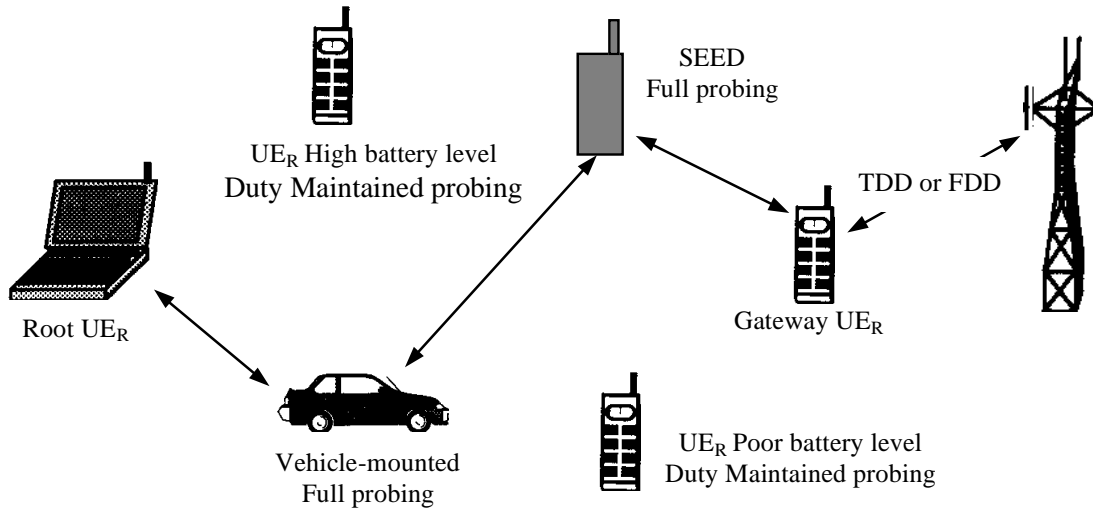 SEED
Full probing
UE_R High battery level
Duty Maintained probing
TDD or FDD
Root UE_R
Gateway UE_R
Vehicle-mounted
Full probing
UE_R Poor battery level
Duty Maintained probing